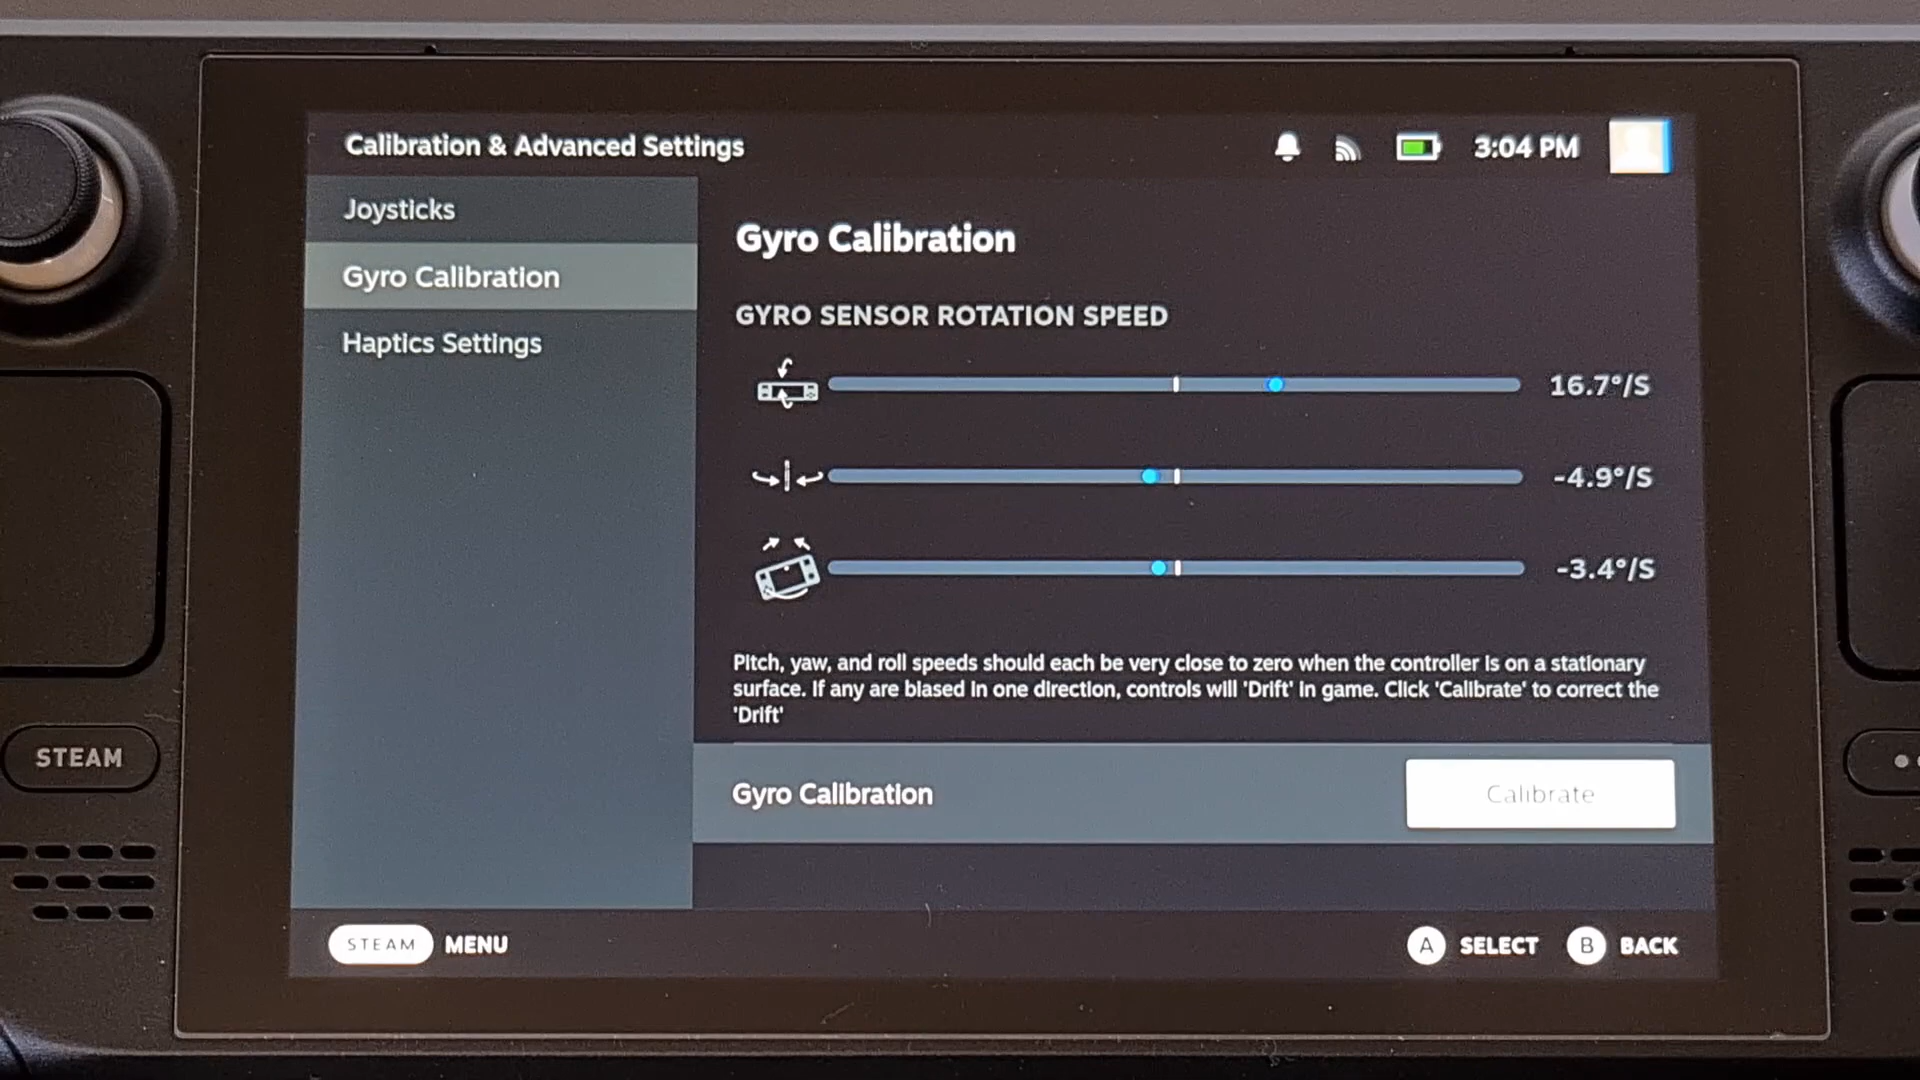 Calibration & Advanced Settings
3:04 PM
Joysticks
Gyro Calibration
Haptics Settings
Gyro Calibration
GYRO SENSOR ROTATION SPEED
16.7°/S
-4.9°/S
-3.4°/S
Pitch, yaw, and roll speeds should each be very close to zero when the controller is on a stationary
surface. If any are biased in one direction, controls will 'Drift' in game. Click 'Calibrate' to correct the
'Drift'
Gyro Calibration
Calibrate
STEAM
STEAM MENU
A SELECT B BACK